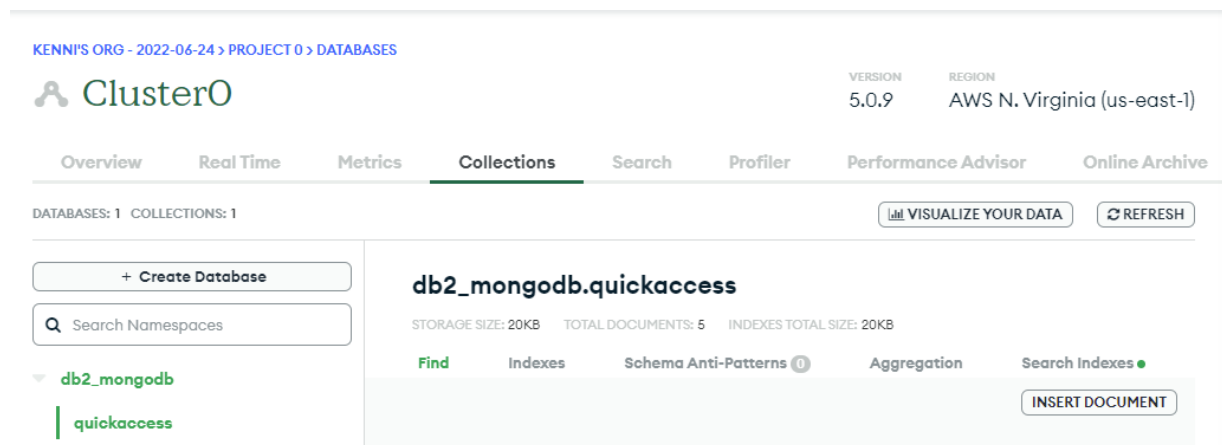 KENNI'S ORG - 2022-06-24 > PROJECT 0 > DATABASES
Cluster0
VERSION REGION
5.0.9 AWS N. Virginia (us-east-1)
Overview Real Time Metrics Collections Search Profiler Performance Advisor Online Archive
DATABASES: 1 COLLECTIONS: 1 VISUALIZE YOUR DATA REFRESH
+ Create Database
db2_mongodb.quickaccess
Search Namespaces
STORAGE SIZE: 20KB TOTAL DOCUMENTS: 5 INDEXES TOTAL SIZE: 20KB
Find Indexes Schema Anti-Patterns 0 Aggregation Search Indexes
db2_mongodb
INSERT DOCUMENT
quickaccess